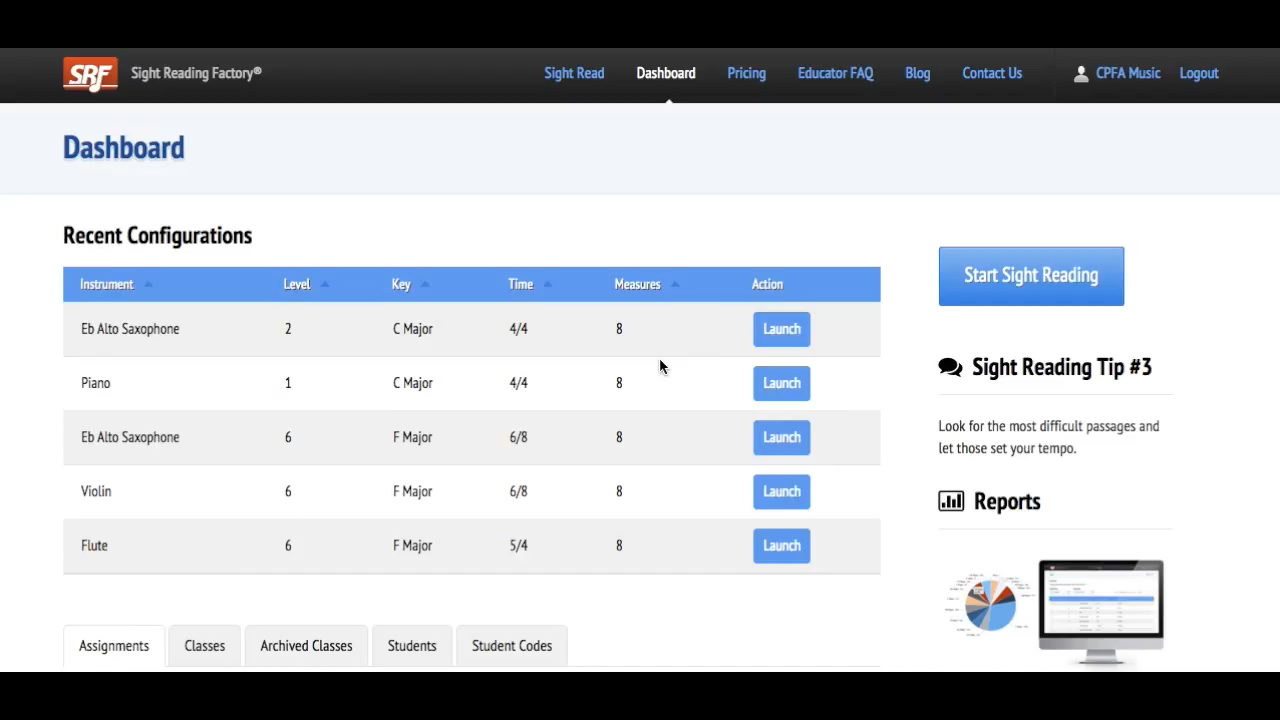 SRF Sight Reading Factory® Sight Read Dashboard Pricing Educator FAQ Blog Contact Us CPFA Music Logout
Dashboard
Recent Configurations
Instrument Level Key Time Measures Action
Eb Alto Saxophone 2 C Major 4/4 8 Launch
Piano 1 C Major 4/4 8 Launch
Eb Alto Saxophone 6 F Major 6/8 8 Launch
Violin 6 F Major 6/8 8 Launch
Flute 6 F Major 5/4 8 Launch
Assignments Classes Archived Classes Students Student Codes
Start Sight Reading
Sight Reading Tip #3
Look for the most difficult passages and
let those set your tempo.
Reports